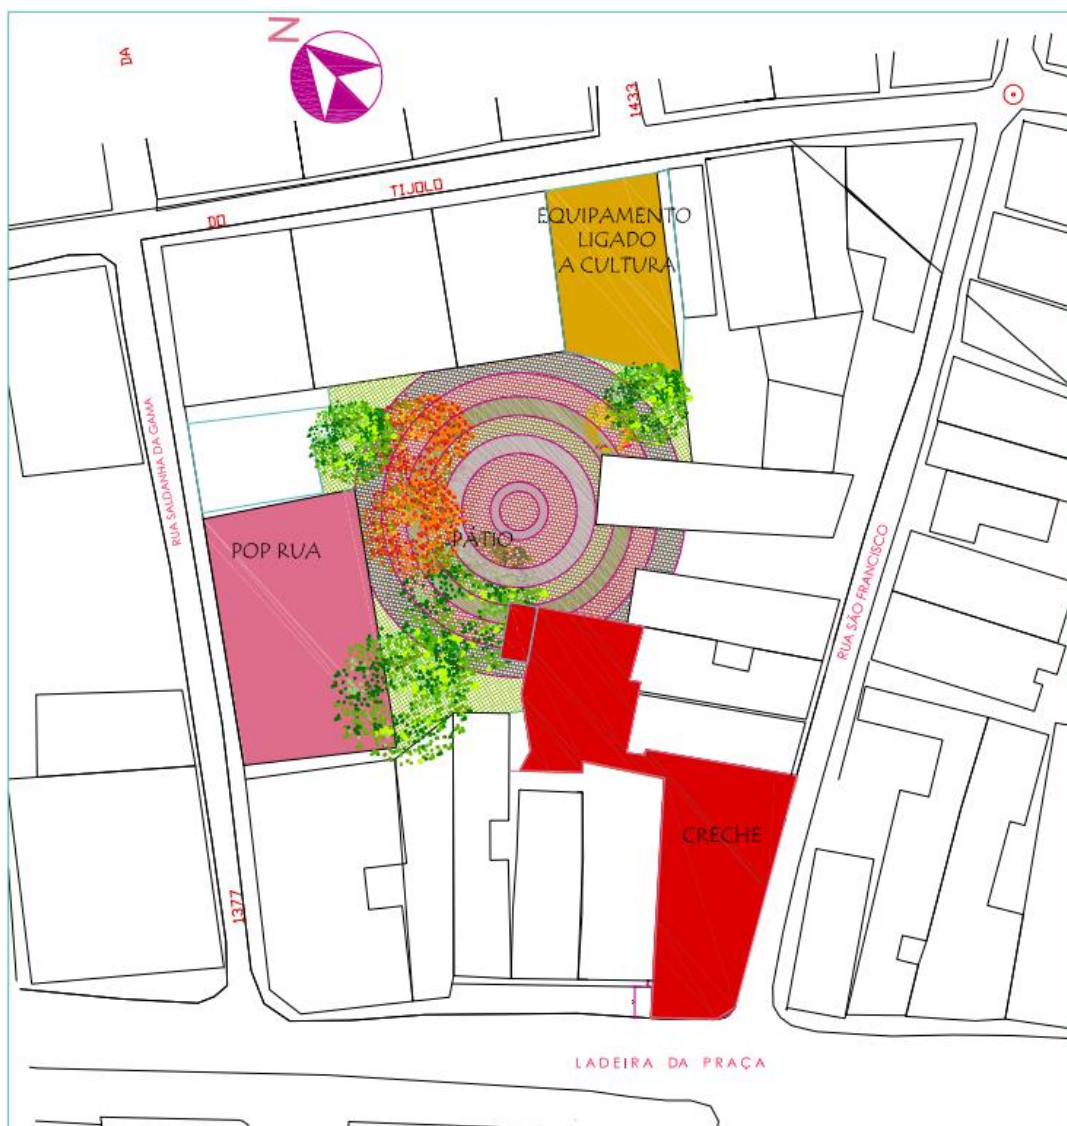 N
DA
1433
TIJOLO
DO
EQUIPAMENTO
LIGADO
A CULTURA
RUA SALDANHA DA GAMA
POP RUA
PÁTIO
RUA SÃO FRANCISCO
CRECHE
1377
LADEIRA DA PRAÇA